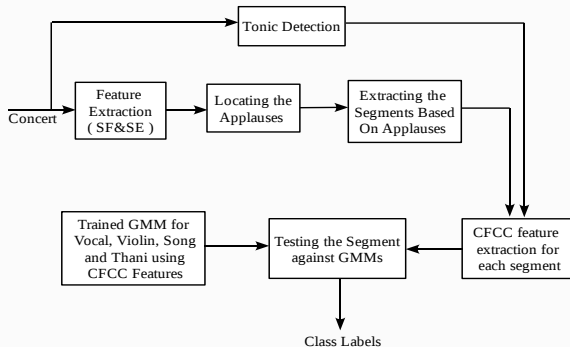 Tonic Detection
Concert
Feature
Extraction
( SF&SE )
Locating the
Applauses
Extracting the
Segments Based
On Applauses
Trained GMM for
Vocal, Violin, Song
and Thani using
CFCC Features
Testing the Segment
against GMMs
CFCC feature
extraction for
each segment
Class Labels